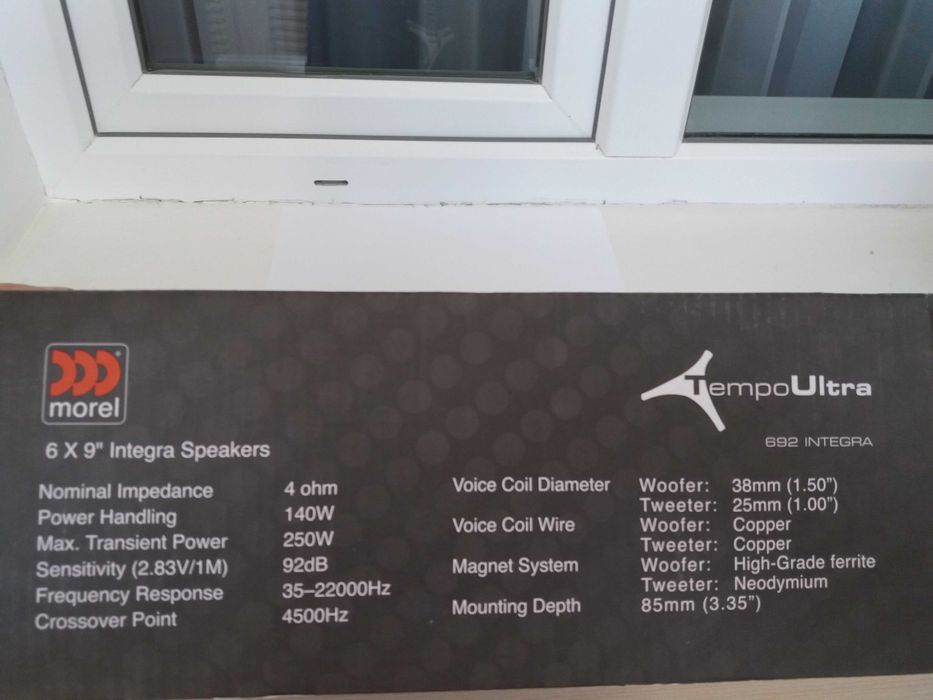 morel
TempoUltra
692 INTEGRA
6 X 9" Integra Speakers
Nominal Impedance 4 ohm
Power Handling 140W
Max. Transient Power 250W
Sensitivity (2.83V/1M) 92dB
Frequency Response 35–22000Hz
Crossover Point 4500Hz
Voice Coil Diameter Woofer: 38mm (1.50")
Tweeter: 25mm (1.00")
Voice Coil Wire Woofer: Copper
Tweeter: Copper
Magnet System Woofer: High-Grade ferrite
Tweeter: Neodymium
Mounting Depth 85mm (3.35")